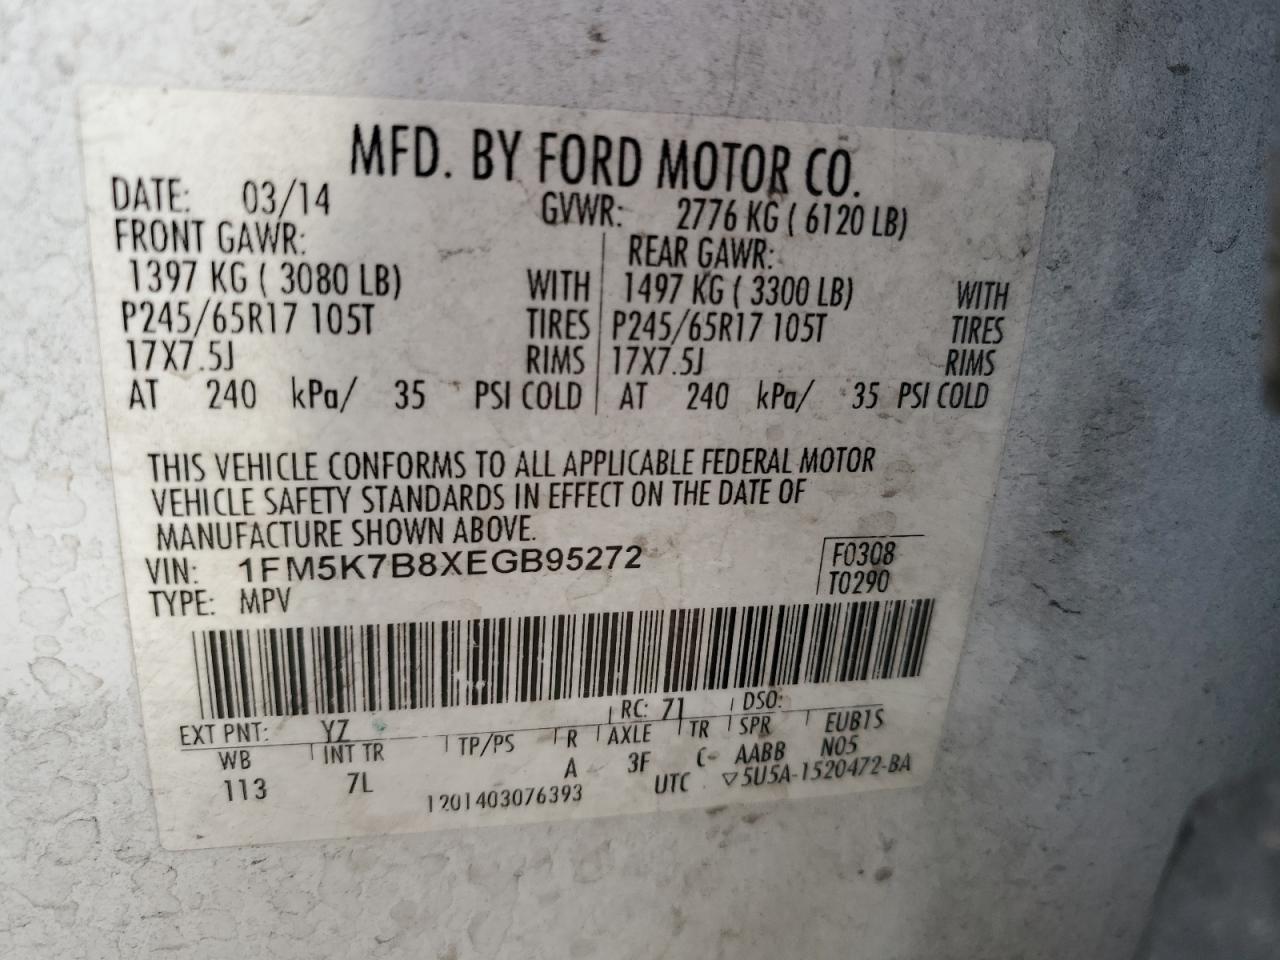 MFD. BY FORD MOTOR CO.
DATE: 03/14 GVWR: 2776 KG ( 6120 LB)
FRONT GAWR: REAR GAWR:
1397 KG ( 3080 LB) WITH 1497 KG ( 3300 LB) WITH
P245/65R17 105T TIRES P245/65R17 105T TIRES
17X7.5J RIMS 17X7.5J RIMS
AT 240 kPa/ 35 PSI COLD AT 240 kPa/ 35 PSI COLD
THIS VEHICLE CONFORMS TO ALL APPLICABLE FEDERAL MOTOR
VEHICLE SAFETY STANDARDS IN EFFECT ON THE DATE OF
MANUFACTURE SHOWN ABOVE.
VIN: 1FM5K7B8XEGB95272 F0308
TYPE: MPV T0290
EXT PNT: YZ RC: 71 DSO:
WB INT TR TP/PS R AXLE TR SPR EUB1S
113 7L A 3F C- AABB N05
1201403076393 UTC ▽5U5A-1520472-BA